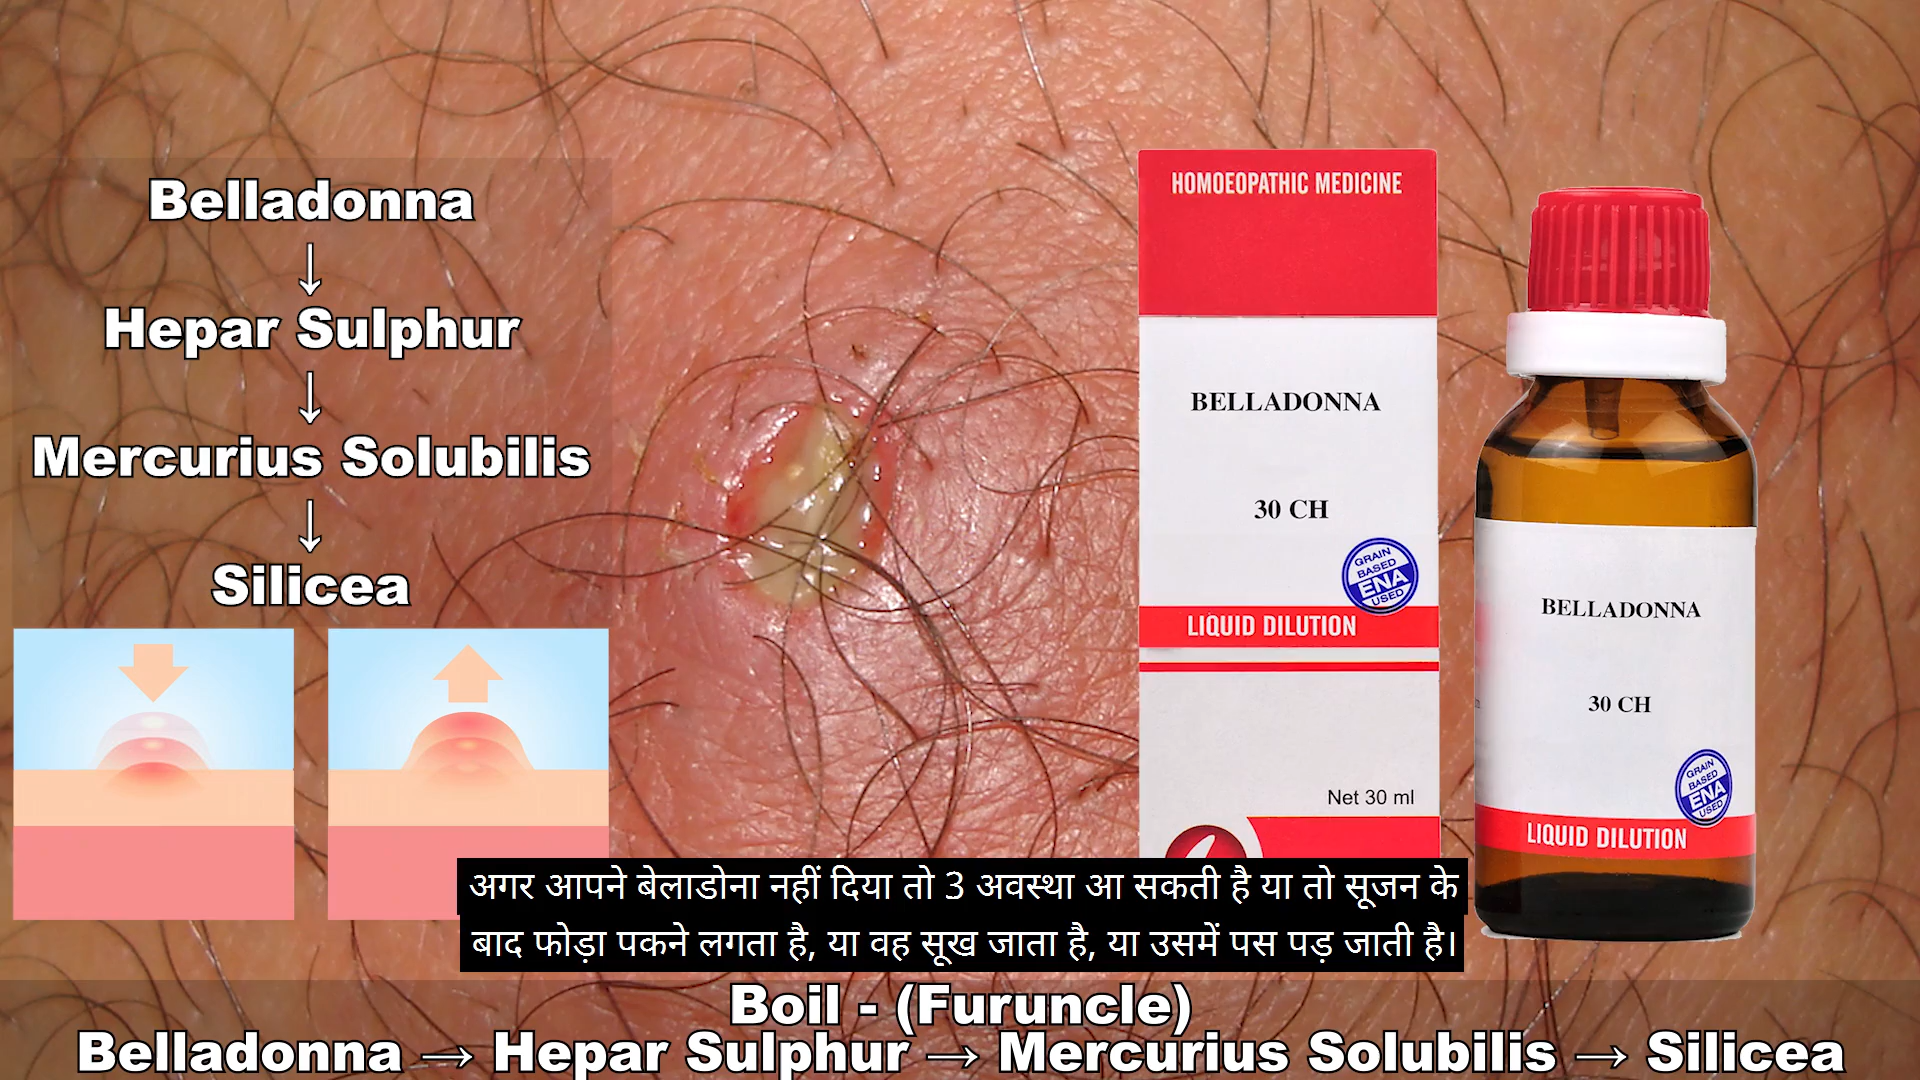 Belladonna
↓
Hepar Sulphur
↓
Mercurius Solubilis
↓
Silicea
HOMOEOPATHIC MEDICINE
BELLADONNA
30 CH
GRAIN
BASED
ENA
USED
LIQUID DILUTION
Net 30 ml
BELLADONNA
30 CH
GRAIN
BASED
ENA
USED
LIQUID DILUTION
अगर आपने बेलाडोना नहीं दिया तो 3 अवस्था आ सकती है या तो सूजन के
बाद फोड़ा पकने लगता है, या वह सूख जाता है, या उसमें पस पड़ जाती है।
Boil - (Furuncle)
Belladonna → Hepar Sulphur → Mercurius Solubilis → Silicea